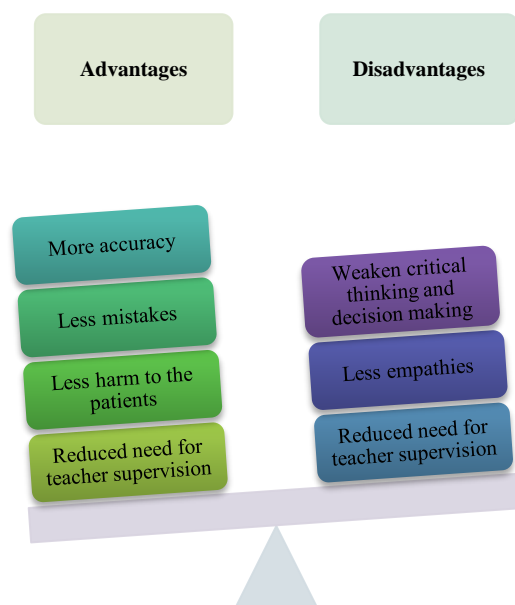 Advantages
Disadvantages
More accuracy
Less mistakes
Less harm to the
patients
Reduced need for
teacher supervision
Weaken critical
thinking and
decision making
Less empathies
Reduced need for
teacher supervision